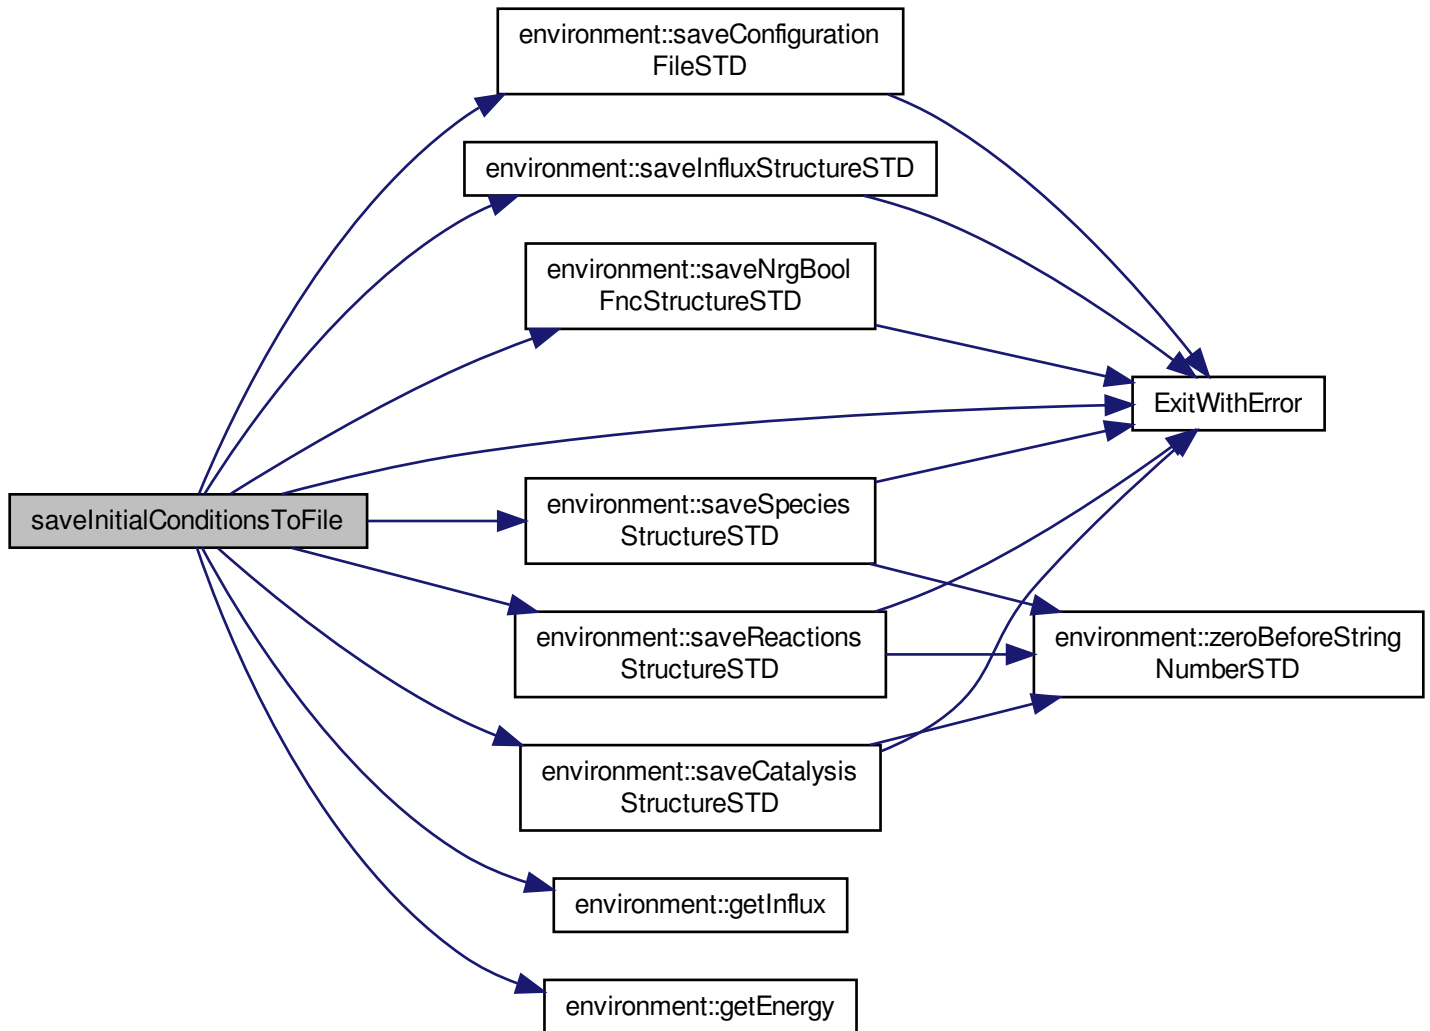 environment::saveConfiguration
FileSTD
environment::saveInfluxStructureSTD
environment::saveNrgBool
FncStructureSTD
ExitWithError
saveInitialConditionsToFile
environment::saveSpecies
StructureSTD
environment::saveReactions
StructureSTD
environment::zeroBeforeString
NumberSTD
environment::saveCatalysis
StructureSTD
environment::getInflux
environment::getEnergy